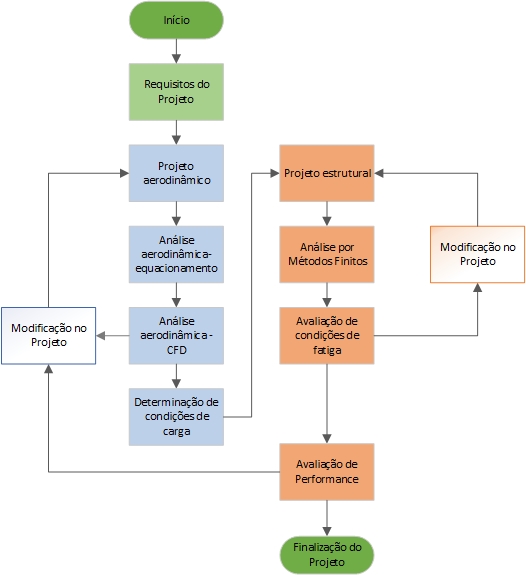 Início
Requisitos do
Projeto
Projeto
aerodinâmico
Análise
aerodinâmica-
equacionamento
Análise
aerodinâmica -
CFD
Determinação de
condições de
carga
Modificação no
Projeto
Projeto estrutural
Análise por
Métodos Finitos
Avaliação de
condições de
fatiga
Modificação no
Projeto
Avaliação de
Performance
Finalização do
Projeto